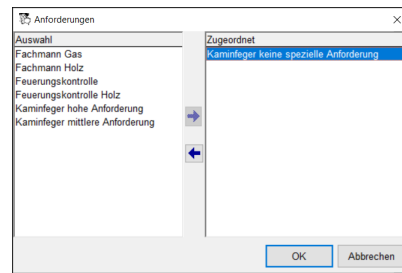 Anforderungen
Auswahl
Fachmann Gas
Fachmann Holz
Feuerungskontrolle
Feuerungskontrolle Holz
Kaminfeger hohe Anforderung
Kaminfeger mittlere Anforderung
Zugeordnet
Kaminfeger keine spezielle Anforderung
OK
Abbrechen